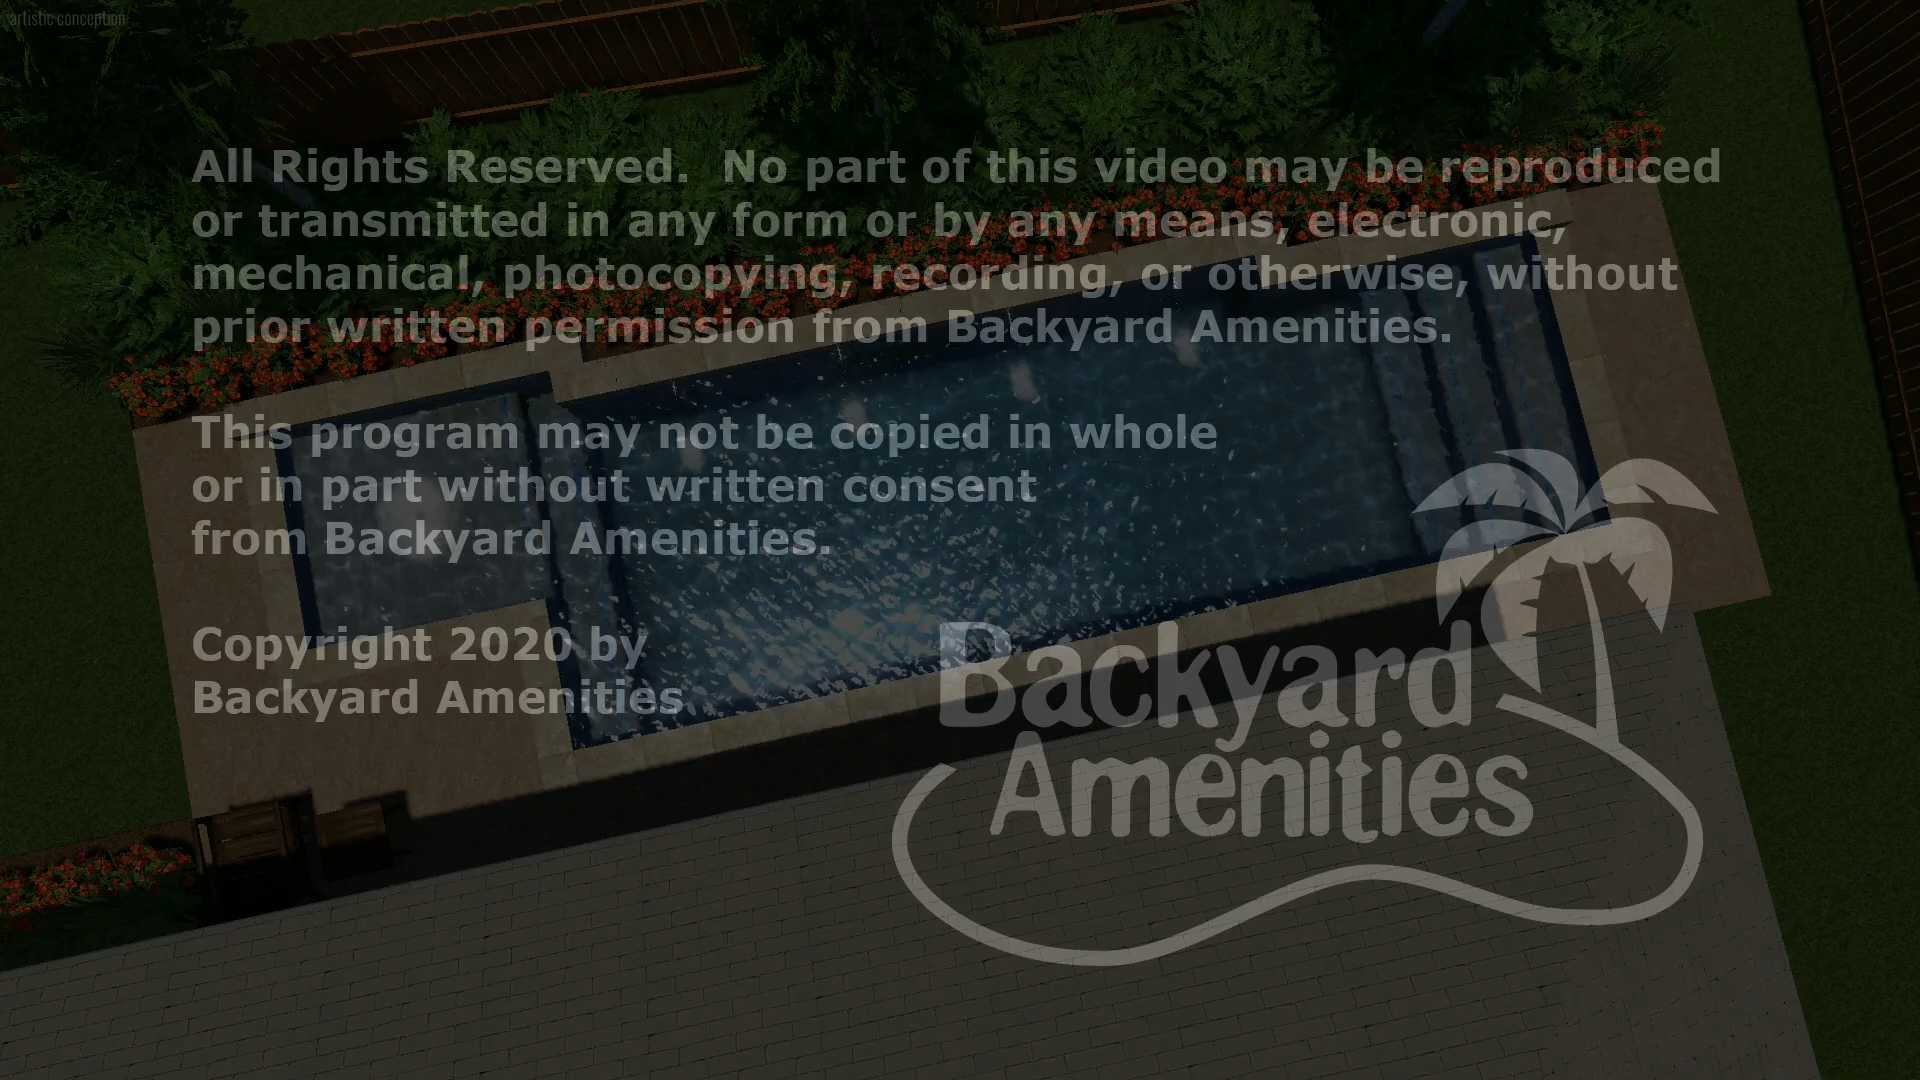 artistic conception
All Rights Reserved. No part of this video may be reproduced
or transmitted in any form or by any means, electronic,
mechanical, photocopying, recording, or otherwise, without
prior written permission from Backyard Amenities.
This program may not be copied in whole
or in part without written consent
from Backyard Amenities.
Copyright 2020 by
Backyard Amenities
Backyard
Amenities